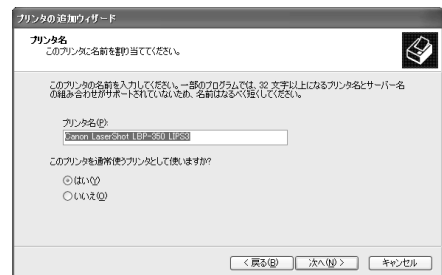 プリンタの追加ウィザード
プリンタ名
このプリンタに名前を割り当ててください。
このプリンタの名前を入力してください。一部のプログラムでは、32 文字以上になるプリンタ名とサーバー名
の組み合わせがサポートされていないため、名前はなるべく短くしてください。
プリンタ名(P):
Canon LaserShot LBP-350 LIPS3
このプリンタを通常使うプリンタとして使いますか?
はい(Y)
いいえ(O)
< 戻る(B)
次へ(N) >
キャンセル